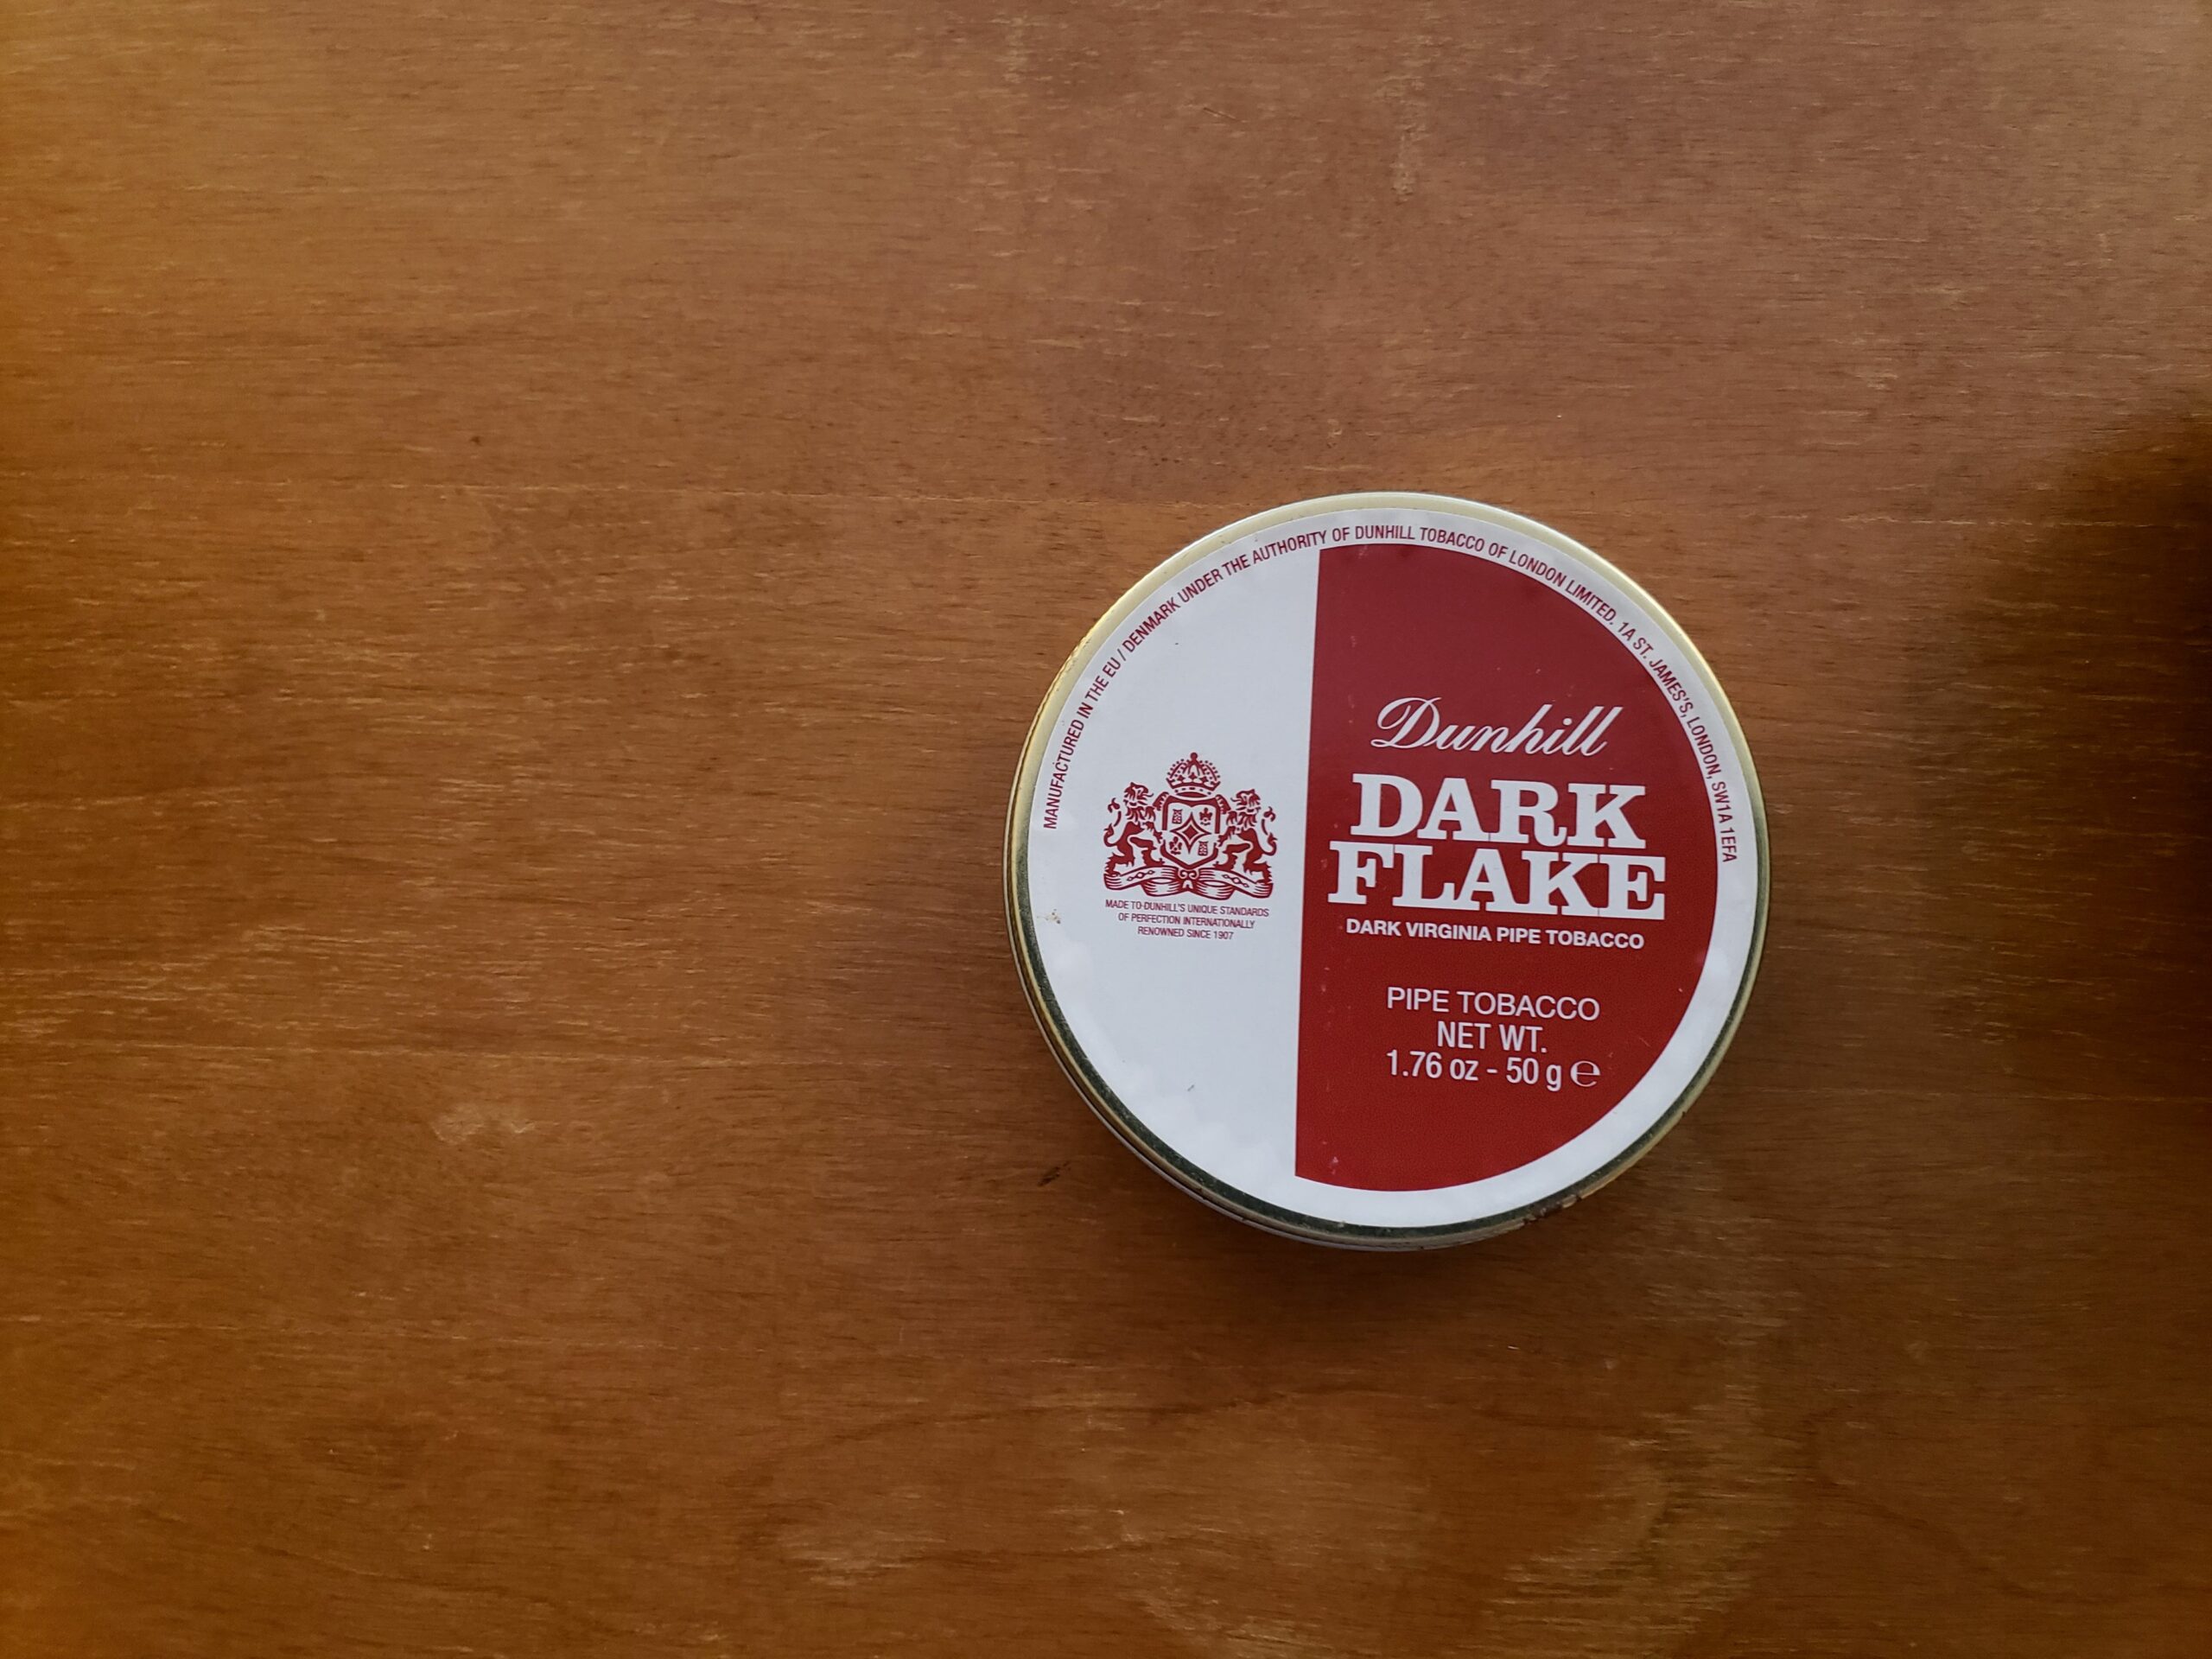 MANUFACTURED IN THE EU / DENMARK UNDER THE AUTHORITY OF DUNHILL TOBACCO OF LONDON LIMITED. 1A ST. JAMES'S, LONDON, SW1A 1EFA
MADE TO DUNHILL'S UNIQUE STANDARDS
OF PERFECTION INTERNATIONALLY
RENOWNED SINCE 1907
Dunhill
DARK
FLAKE
DARK VIRGINIA PIPE TOBACCO
PIPE TOBACCO
NET WT.
1.76 oz - 50 g ℮